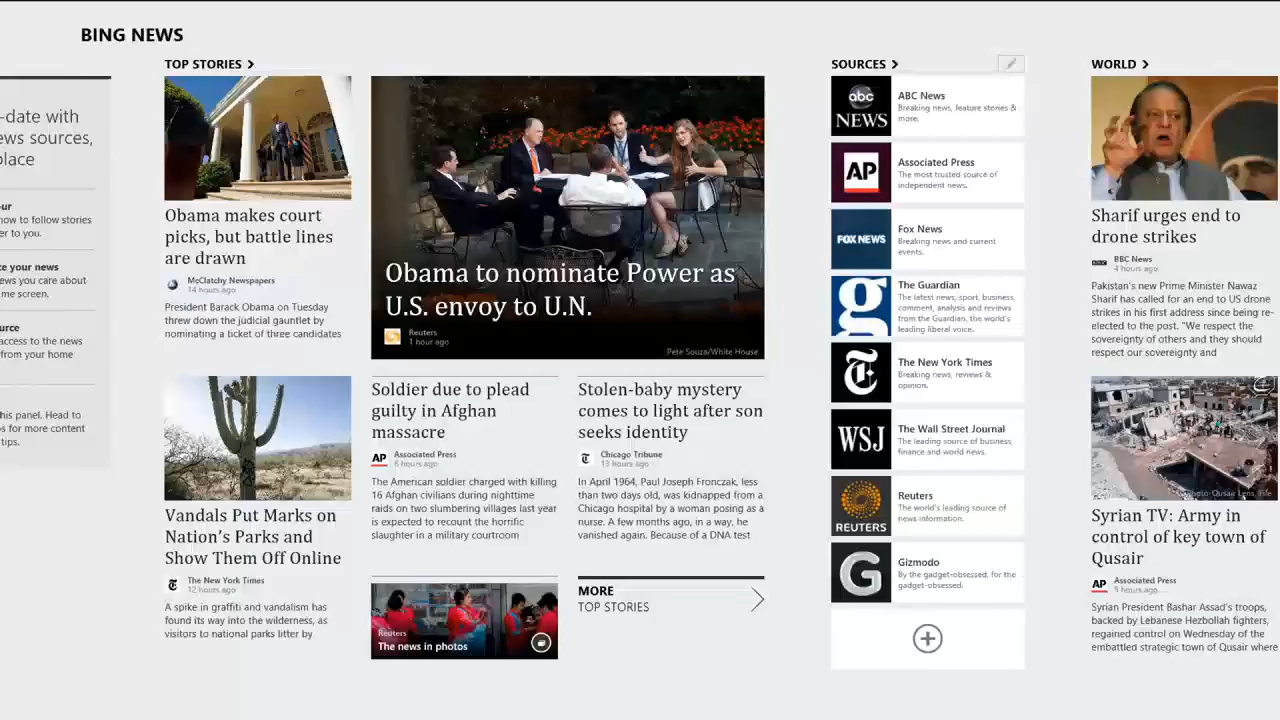 BING NEWS
-date with
ews sources,
place
our
now to follow stories
er to you.
te your news
ews you care about
me screen.
urce
access to the news
from your home
his panel. Head to
s for more content
tips.
TOP STORIES
Obama makes court
picks, but battle lines
are drawn
McClatchy Newspapers
14 hours ago
President Barack Obama on Tuesday
threw down the judicial gauntlet by
nominating a ticket of three candidates
Vandals Put Marks on
Nation's Parks and
Show Them Off Online
The New York Times
12 hours ago
A spike in graffiti and vandalism has
found its way into the wilderness, as
visitors to national parks litter by
Obama to nominate Power as
U.S. envoy to U.N.
Reuters
1 hour ago
Pete Souza/White House
Soldier due to plead
guilty in Afghan
massacre
AP
Associated Press
6 hours ago
The American soldier charged with killing
16 Afghan civilians during nighttime
raids on two slumbering villages last year
is expected to recount the horrific
slaughter in a military courtroom
Reuters
The news in photos
Stolen-baby mystery
comes to light after son
seeks identity
Chicago Tribune
13 hours ago
In April 1964, Paul Joseph Fronczak, less
than two days old, was kidnapped from a
Chicago hospital by a woman posing as a
nurse. A few months ago, in a way, he
vanished again. Because of a DNA test
MORE
TOP STORIES
SOURCES
abc
NEWS
ABC News
Breaking news, feature stories &
more.
AP
Associated Press
The most trusted source of
independent news.
FOX NEWS
Fox News
Breaking news and current
events.
g
The Guardian
The latest news, sport, business,
comment, analysis and reviews
from the Guardian, the world's
leading liberal voice.
T
The New York Times
Breaking news, reviews &
opinion.
WSJ
The Wall Street Journal
The leading source of business,
finance and world news.
REUTERS
Reuters
The world's leading source of
news information.
G
Gizmodo
By the gadget-obsessed, for the
gadget-obsessed.
WORLD
Sharif urges end to
drone strikes
BBC News
4 hours ago
Pakistan's new Prime Minister Nawaz
Sharif has called for an end to US drone
strikes in his first address since being re-
elected to the post. "We respect the
sovereignty of others and they should
respect our sovereignty and
Photo-Qusair Lens, File
Syrian TV: Army in
control of key town of
Qusair
AP
Associated Press
5 hours ago
Syrian President Bashar Assad's troops,
backed by Lebanese Hezbollah fighters,
regained control on Wednesday of the
embattled strategic town of Qusair where